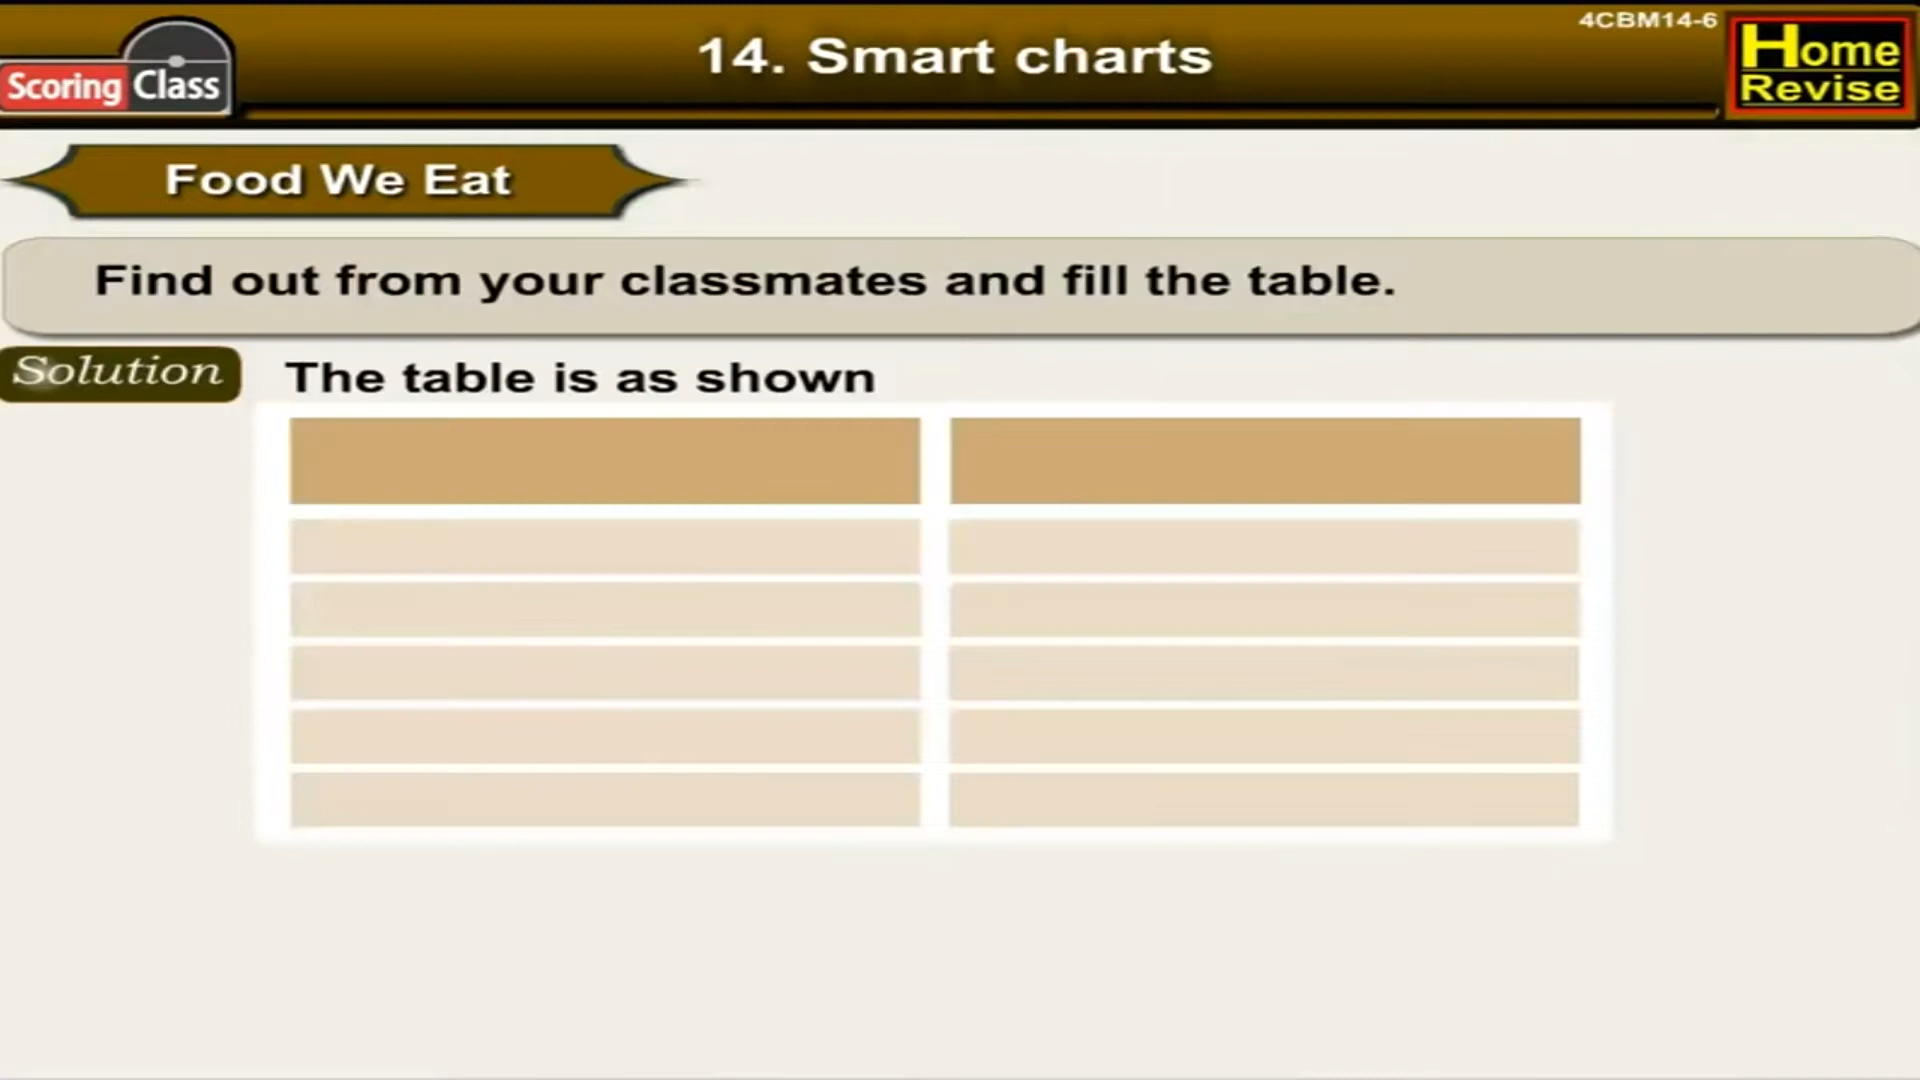 4CBM14-6
14. Smart charts
Home
Revise
Scoring Class
Food We Eat
Find out from your classmates and fill the table.
Solution
The table is as shown